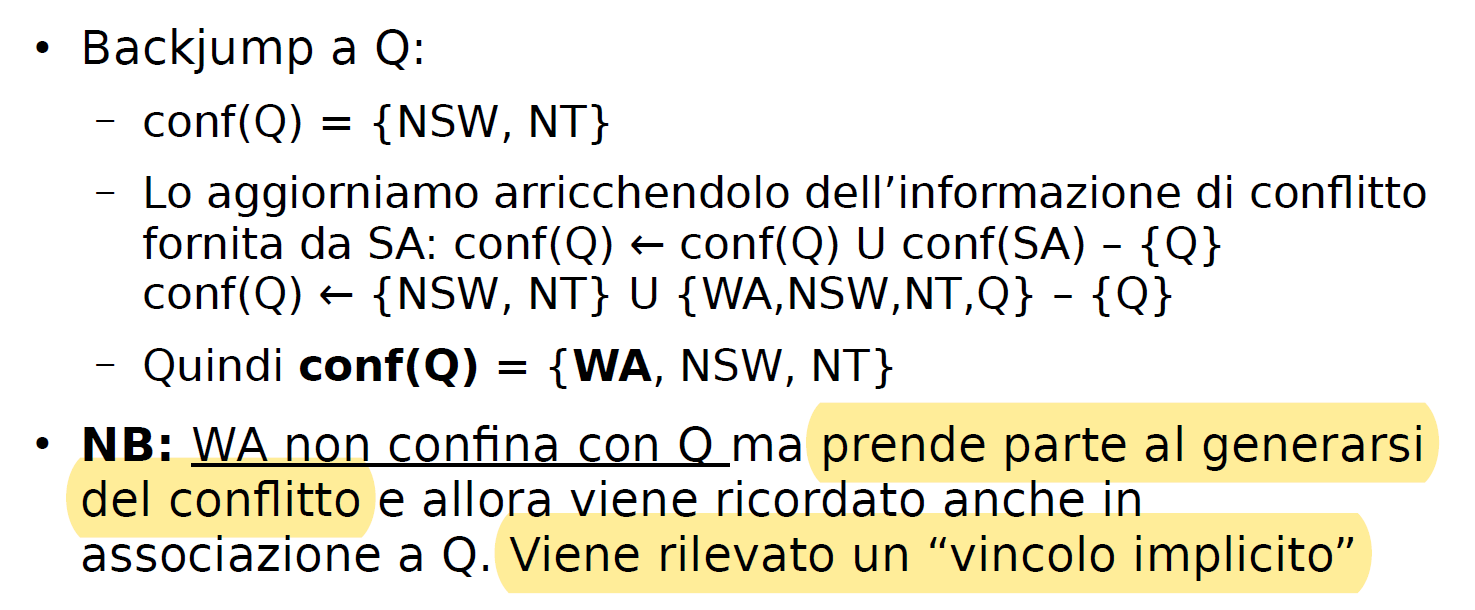 • Backjump a Q:
– conf(Q) = {NSW, NT}
– Lo aggiorniamo arricchendolo dell’informazione di conflitto
fornita da SA: conf(Q) ← conf(Q) U conf(SA) – {Q}
conf(Q) ← {NSW, NT} U {WA,NSW,NT,Q} – {Q}
– Quindi conf(Q) = {WA, NSW, NT}
• NB: WA non confina con Q ma prende parte al generarsi
del conflitto e allora viene ricordato anche in
associazione a Q. Viene rilevato un “vincolo implicito”